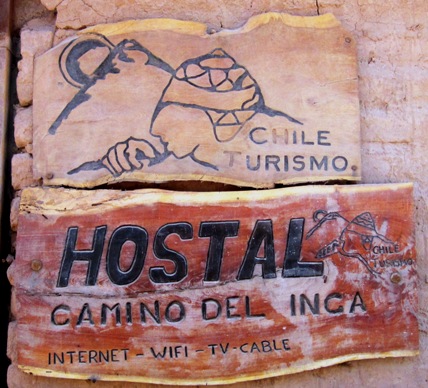 CHILE
TURISMO.
HOSTAL
CHILE
TURISMO
CAMINO DEL INCA
INTERNET - WIFI - TV - CABLE